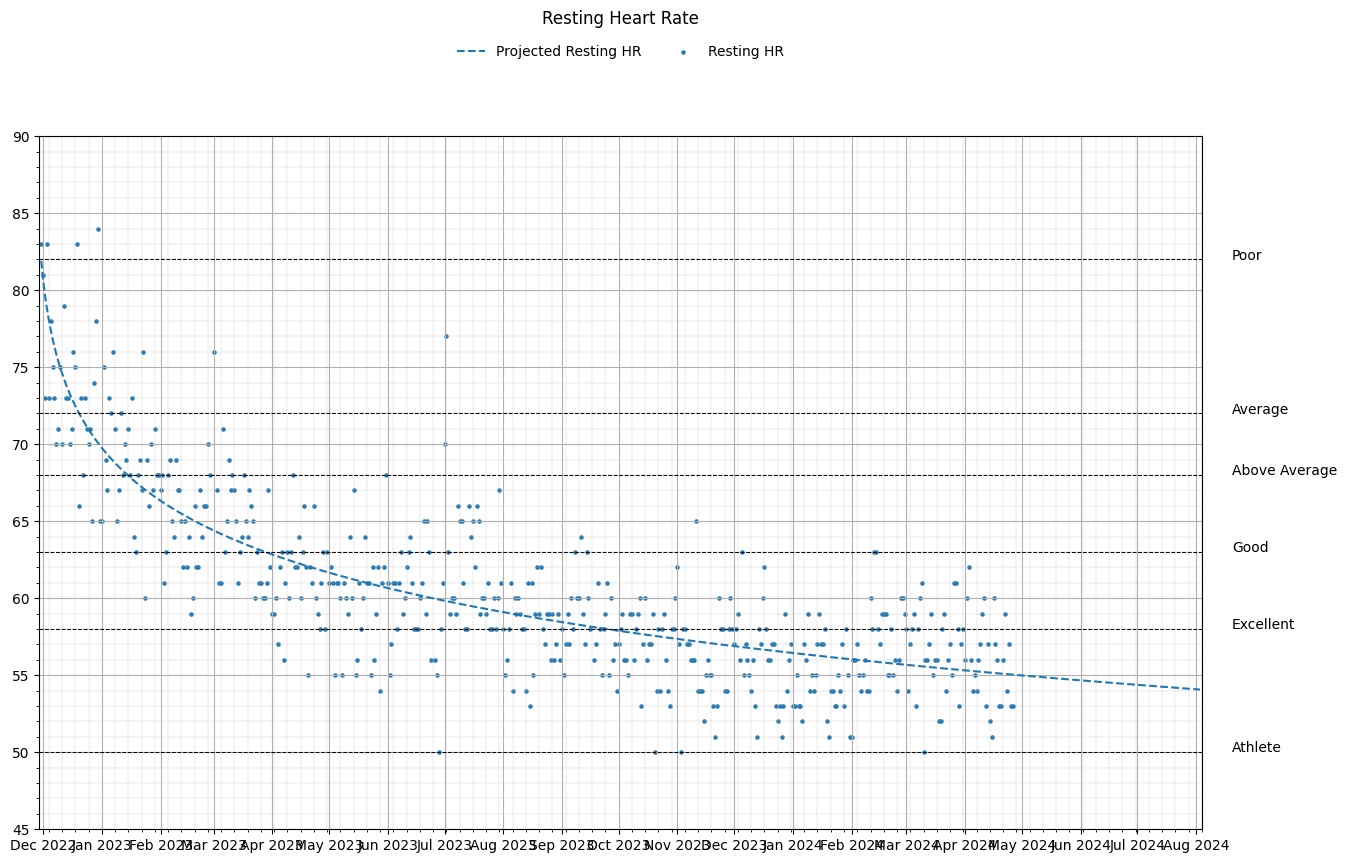 Resting Heart Rate
Projected Resting HR
Resting HR
90
85
Poor
80
75
Average
70
Above Average
65
Good
60
Excellent
55
Athlete
50
45
Dec 2022 Jan 2023 Feb 2023 Mar 2023 Apr 2023 May 2023 Jun 2023 Jul 2023 Aug 2023 Sep 2023 Oct 2023 Nov 2023 Dec 2023 Jan 2024 Feb 2024 Mar 2024 Apr 2024 May 2024 Jun 2024 Jul 2024 Aug 2024